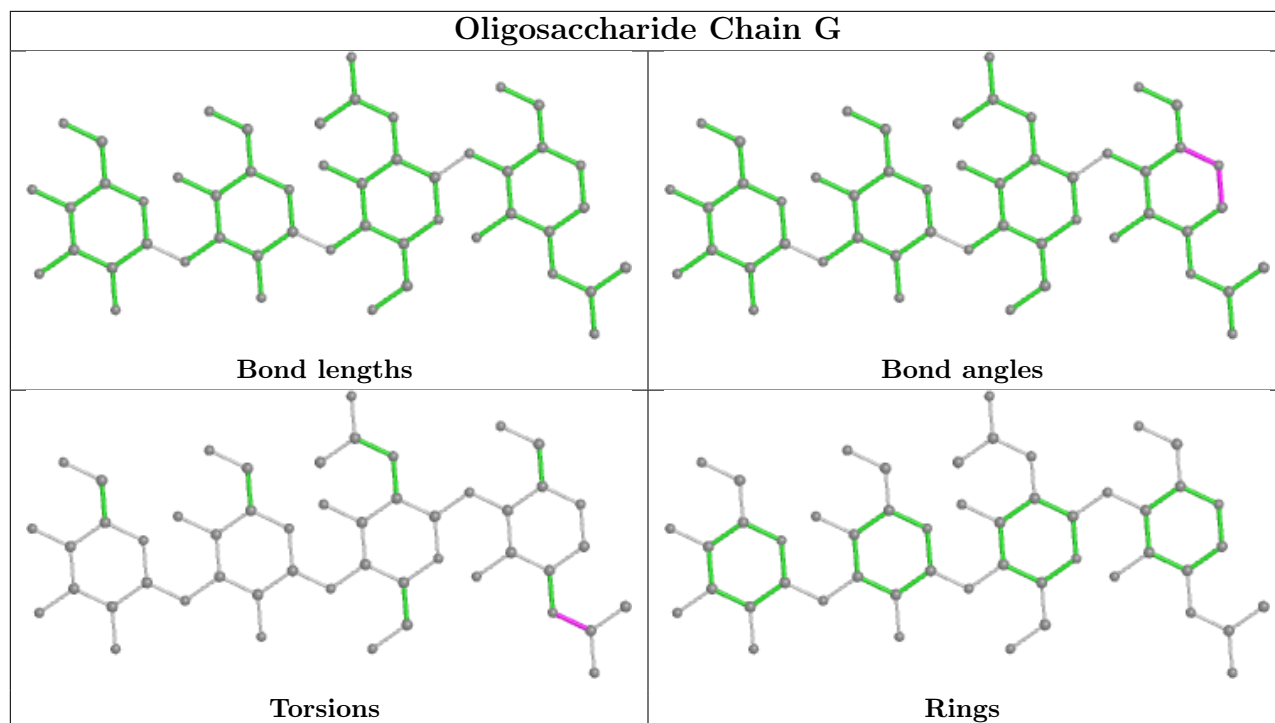 Oligosaccharide Chain G
Bond lengths
Bond angles
Torsions
Rings